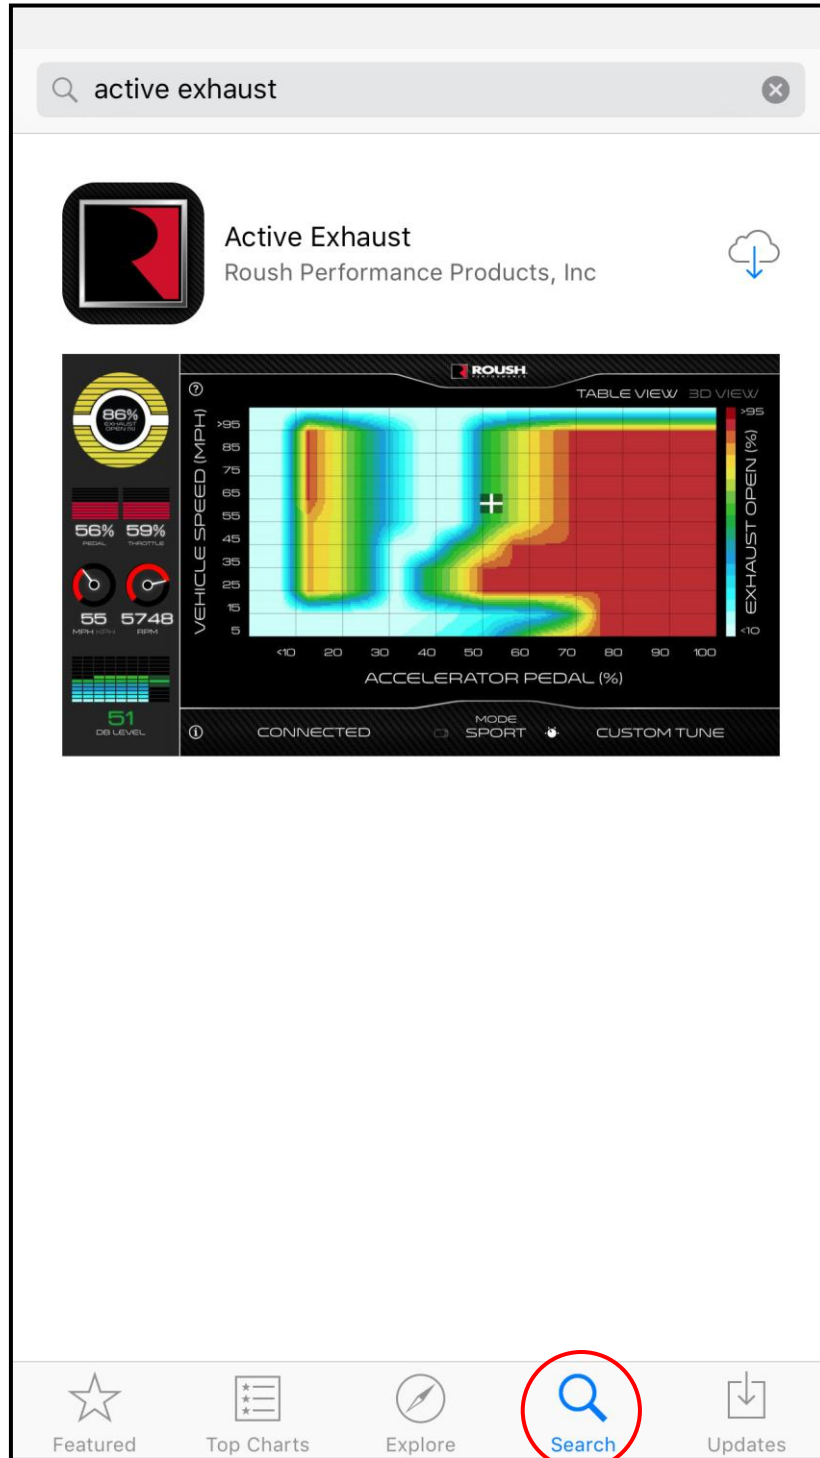 active exhaust
Active Exhaust
Roush Performance Products, Inc
ROUSH
PERFORMANCE
TABLE VIEW 3D VIEW
86%
EXHAUST
OPEN (%)
56% 59%
PEDAL THROTTLE
55 5748
MPH KPH RPM
51
DB LEVEL
?
VEHICLE SPEED (MPH)
>95
85
75
65
55
45
35
25
15
5
<10 20 30 40 50 60 70 80 90 100
ACCELERATOR PEDAL (%)
>95
EXHAUST OPEN (%)
<10
i
CONNECTED
MODE
SPORT
CUSTOM TUNE
Featured Top Charts Explore Search Updates